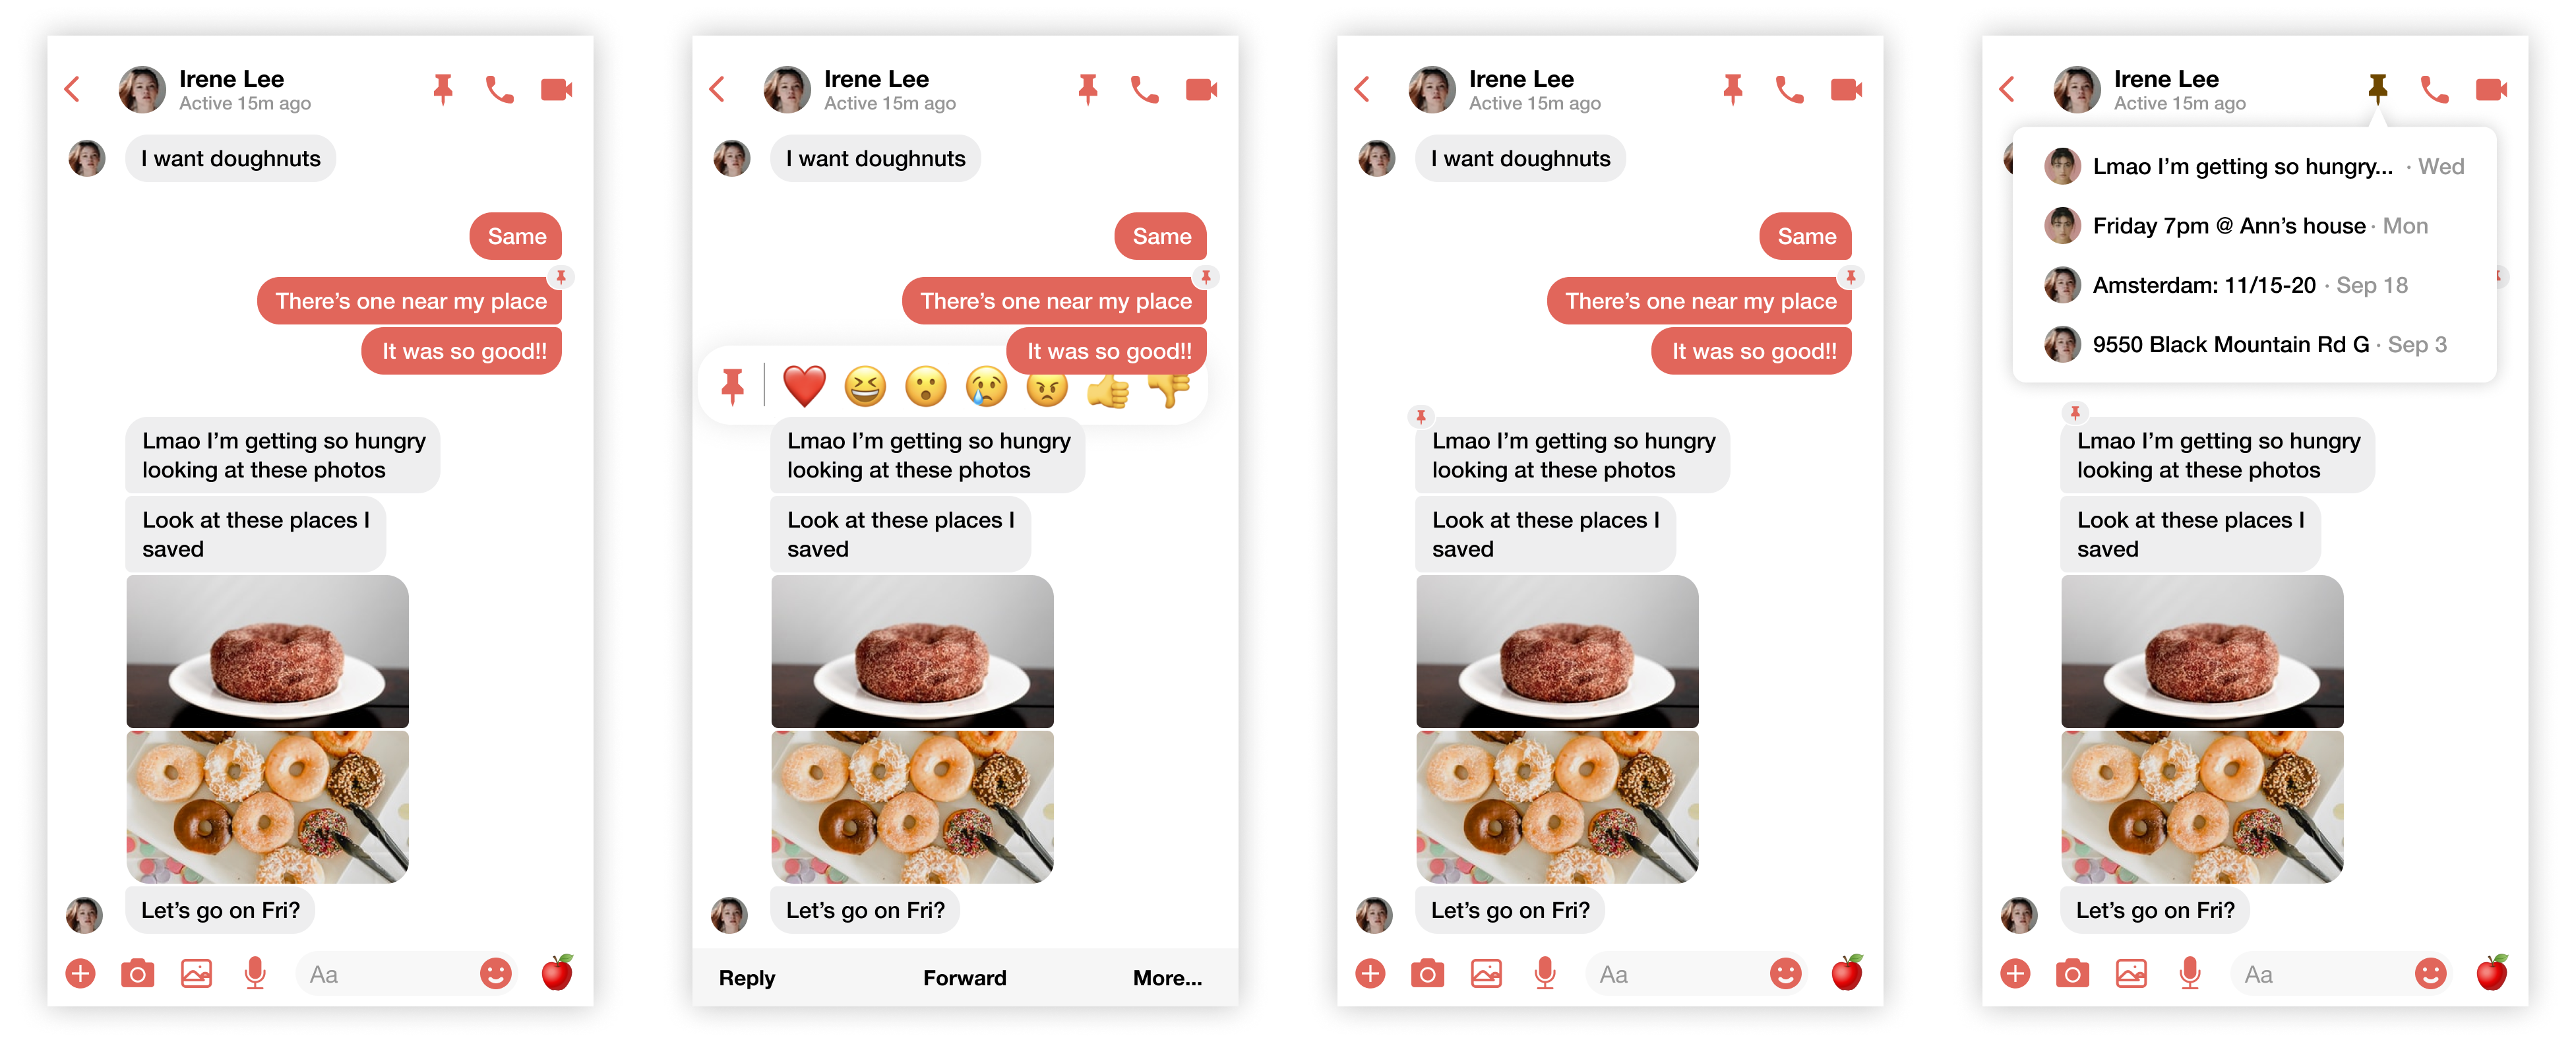 Irene Lee
Active 15m ago
I want doughnuts
Same
There’s one near my place
It was so good!!
Lmao I’m getting so hungry
looking at these photos
Look at these places I
saved
Let’s go on Fri?
Aa
Irene Lee
Active 15m ago
I want doughnuts
Same
There’s one near my place
It was so good!!
Lmao I’m getting so hungry
looking at these photos
Look at these places I
saved
Let’s go on Fri?
Reply Forward More...
Irene Lee
Active 15m ago
I want doughnuts
Same
There’s one near my place
It was so good!!
Lmao I’m getting so hungry
looking at these photos
Look at these places I
saved
Let’s go on Fri?
Aa
Irene Lee
Active 15m ago
Lmao I’m getting so hungry... · Wed
Friday 7pm @ Ann’s house · Mon
Amsterdam: 11/15-20 · Sep 18
9550 Black Mountain Rd G · Sep 3
Lmao I’m getting so hungry
looking at these photos
Look at these places I
saved
Let’s go on Fri?
Aa